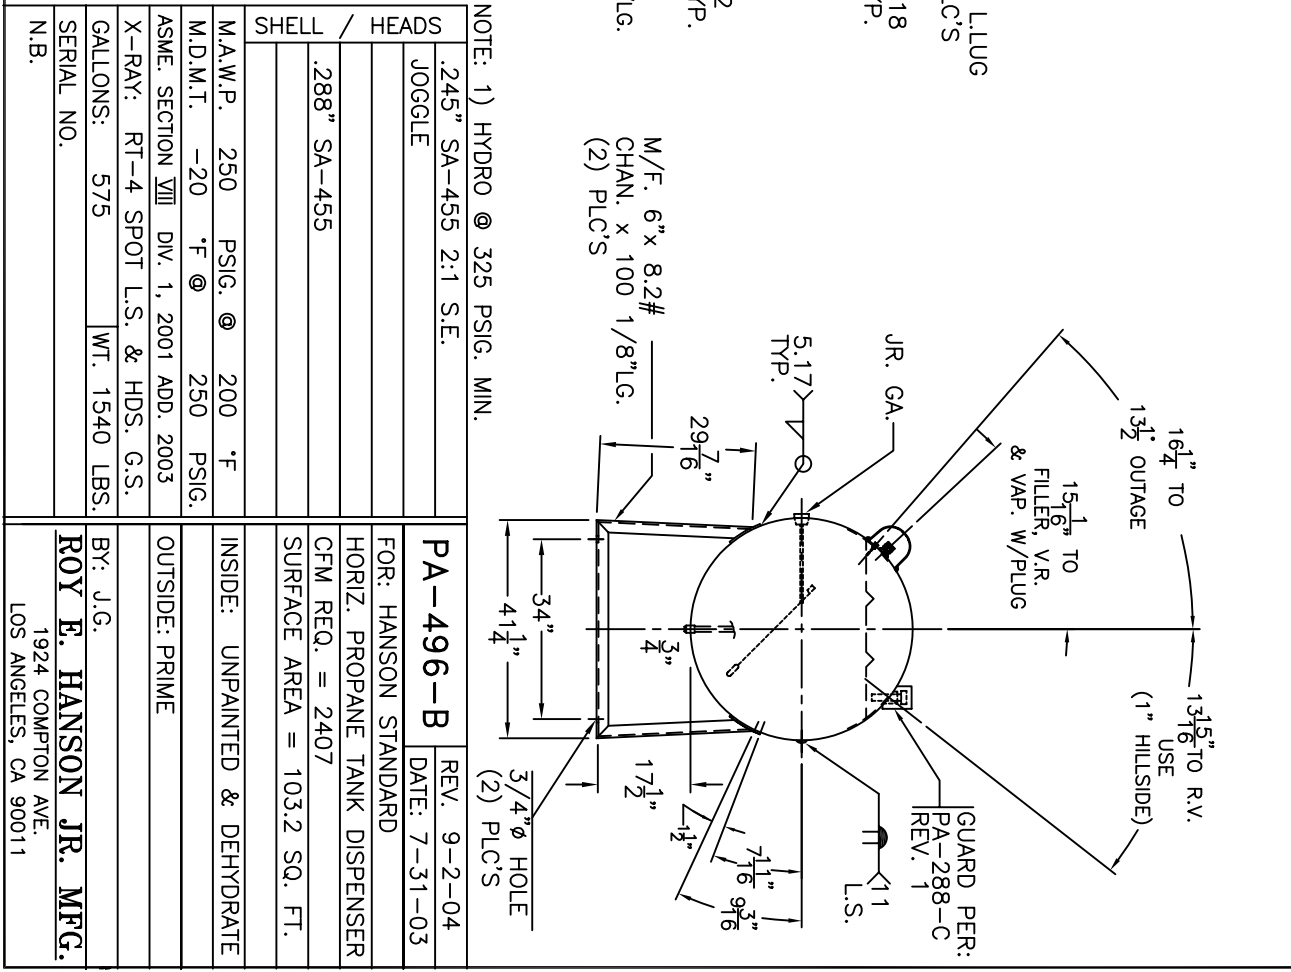 L.LUG
LC'S
18
P.
2
YP.
'LG.
16 1/4" TO
13 1/2° OUTAGE
15 1/16" TO
FILLER, V.R.
& VAP. W/PLUG
13 15/16" TO R.V.
USE
(1" HILLSIDE)
JR. GA.
5.17
TYP.
M/F. 6"x 8.2#
CHAN. x 100 1/8"LG.
(2) PLC'S
29 7/16"
34"
41 1/4"
3/4"
17 1/2"
1 1/2"
7 1/16"
9 3/16"
11
L.S.
GUARD PER:
PA-288-C
REV. 1
3/4"ø HOLE
(2) PLC'S
NOTE: 1) HYDRO @ 325 PSIG. MIN.
SHELL / HEADS
.245" SA-455 2:1 S.E.
JOGGLE
.288" SA-455
M.A.W.P. 250 PSIG. @ 200 °F
M.D.M.T. -20 °F @ 250 PSIG.
ASME. SECTION VIII DIV. 1, 2001 ADD. 2003
X-RAY: RT-4 SPOT L.S. & HDS. G.S.
GALLONS: 575 WT. 1540 LBS.
SERIAL NO.
N.B.
PA-496-B
REV. 9-2-04
DATE: 7-31-03
FOR: HANSON STANDARD
HORIZ. PROPANE TANK DISPENSER
CFM REQ. = 2407
SURFACE AREA = 103.2 SQ. FT.
INSIDE: UNPAINTED & DEHYDRATE
OUTSIDE: PRIME
BY: J.G.
ROY E. HANSON JR. MFG.
1924 COMPTON AVE.
LOS ANGELES, CA 90011